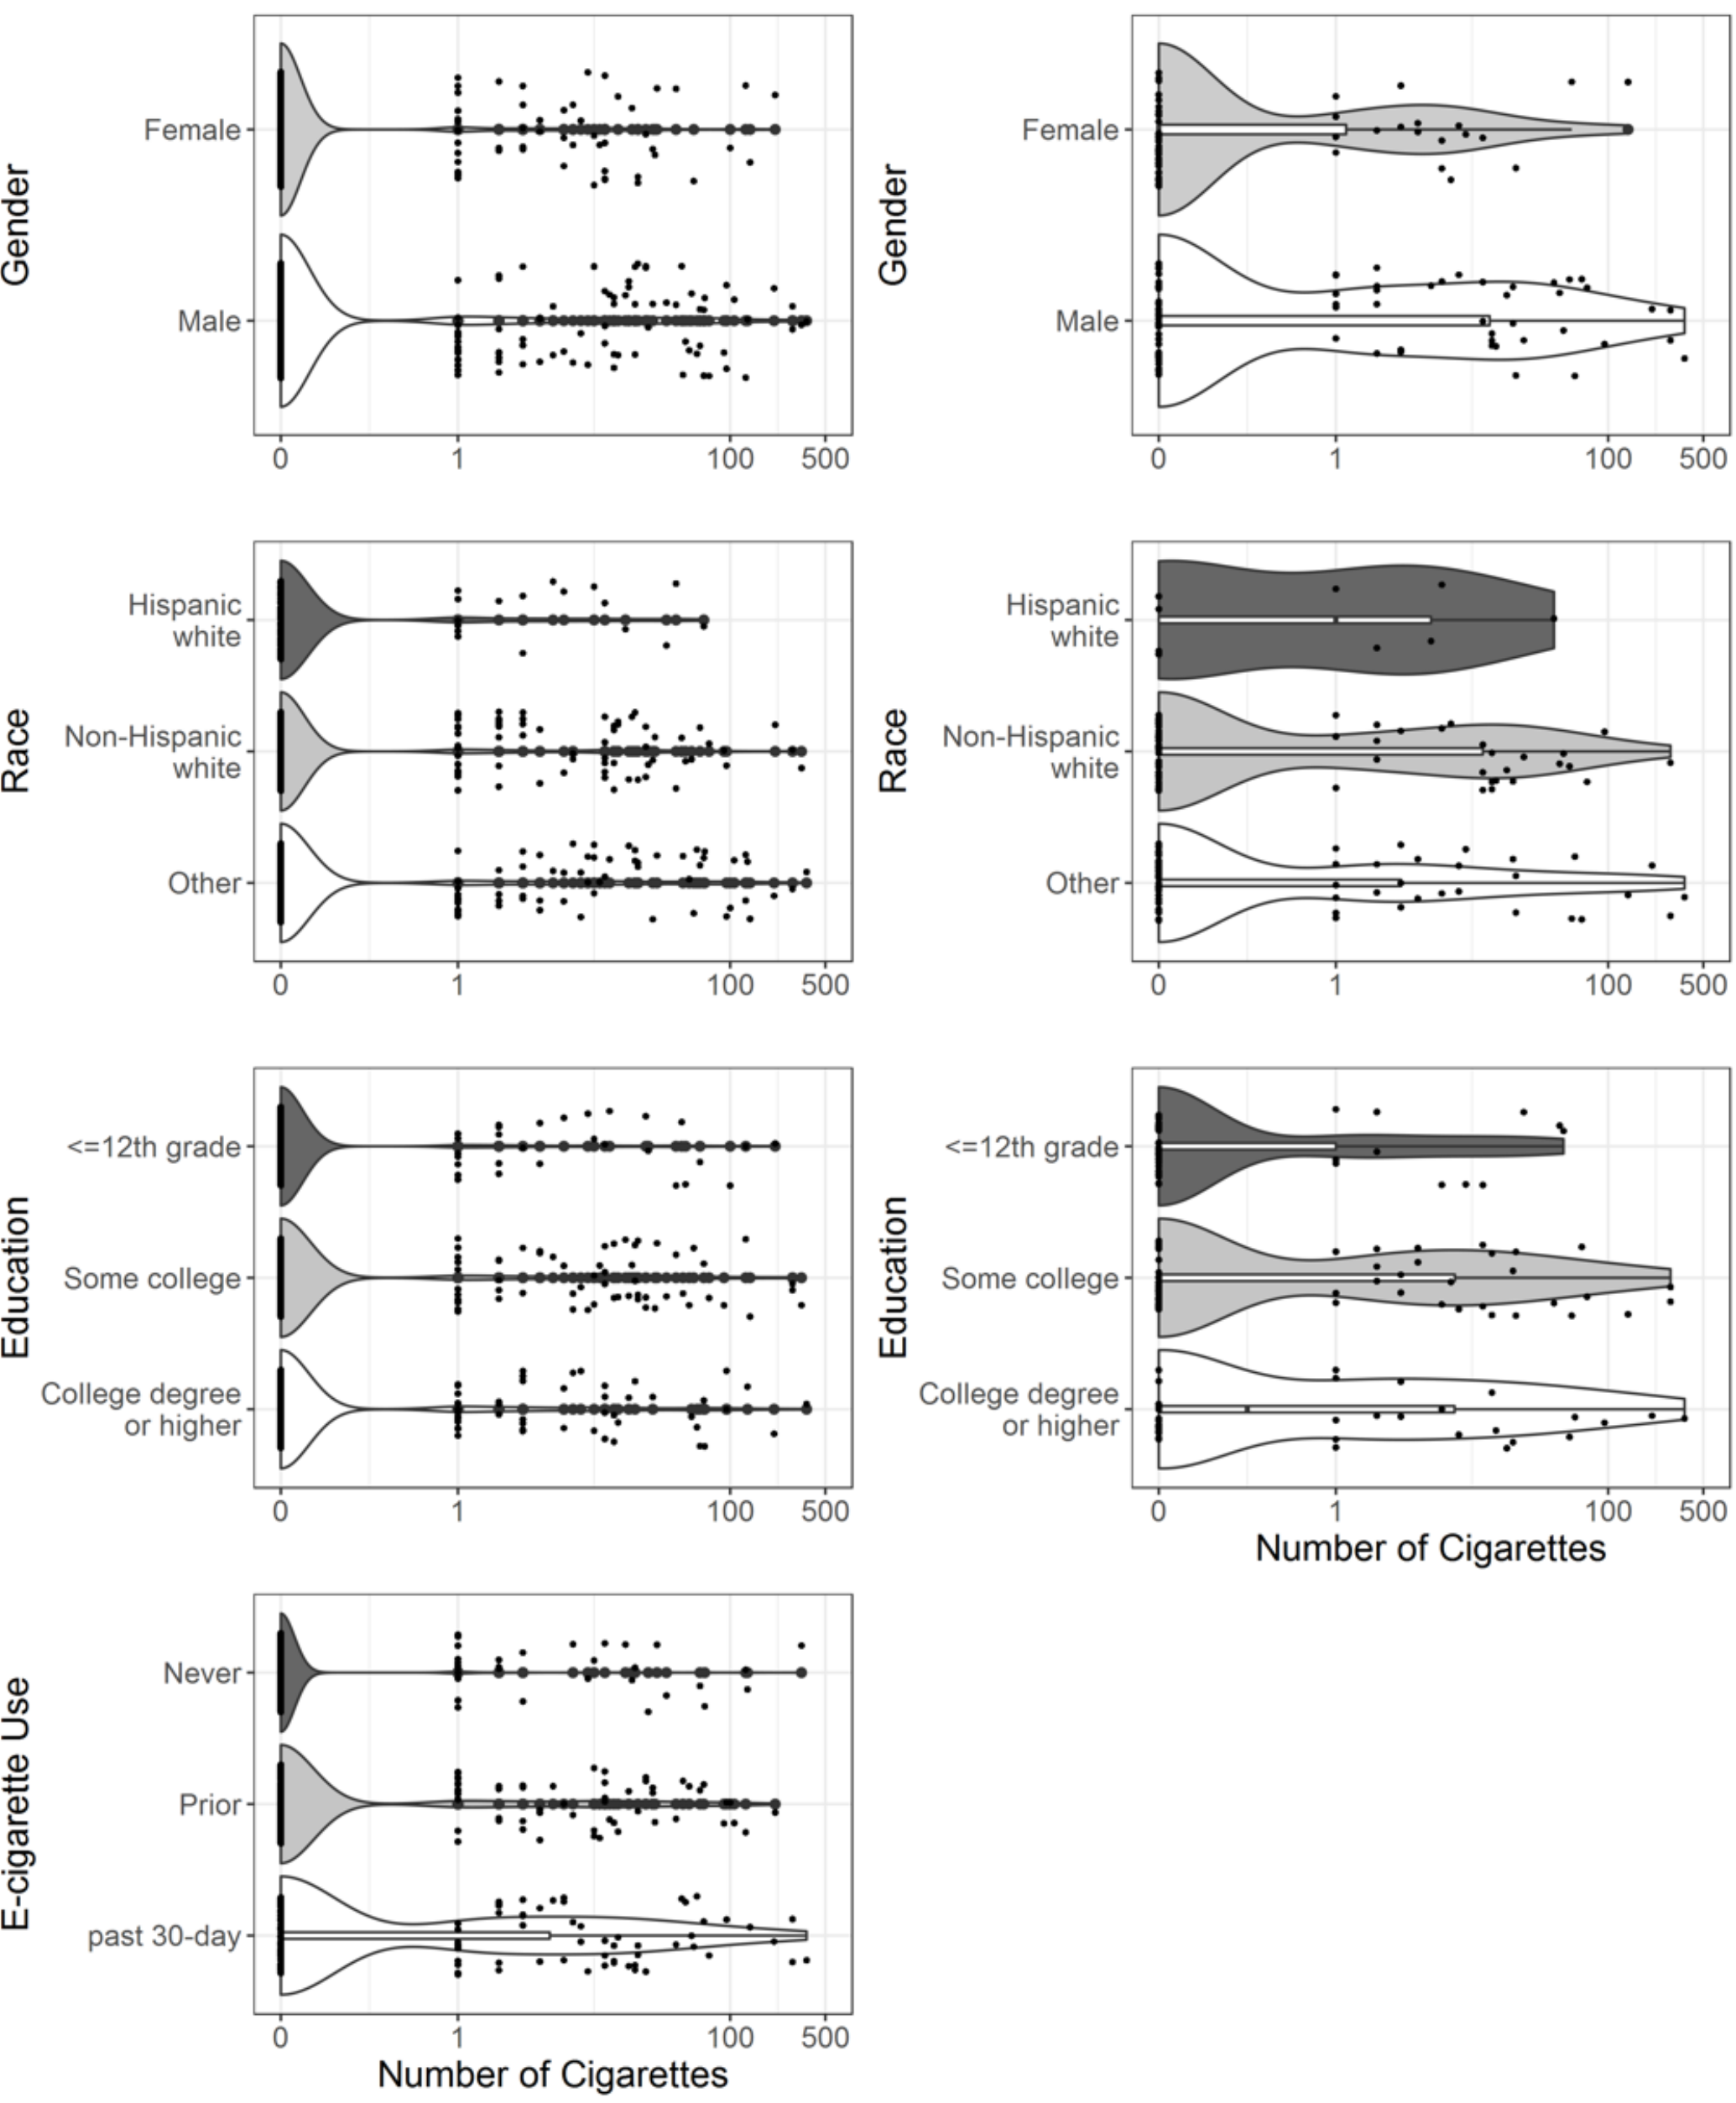 Gender
Female
Male
0 1 100 500
Gender
Female
Male
0 1 100 500
Race
Hispanic
white
Non-Hispanic
white
Other
0 1 100 500
Race
Hispanic
white
Non-Hispanic
white
Other
0 1 100 500
Education
<=12th grade
Some college
College degree
or higher
0 1 100 500
Education
<=12th grade
Some college
College degree
or higher
0 1 100 500
Number of Cigarettes
E-cigarette Use
Never
Prior
past 30-day
0 1 100 500
Number of Cigarettes